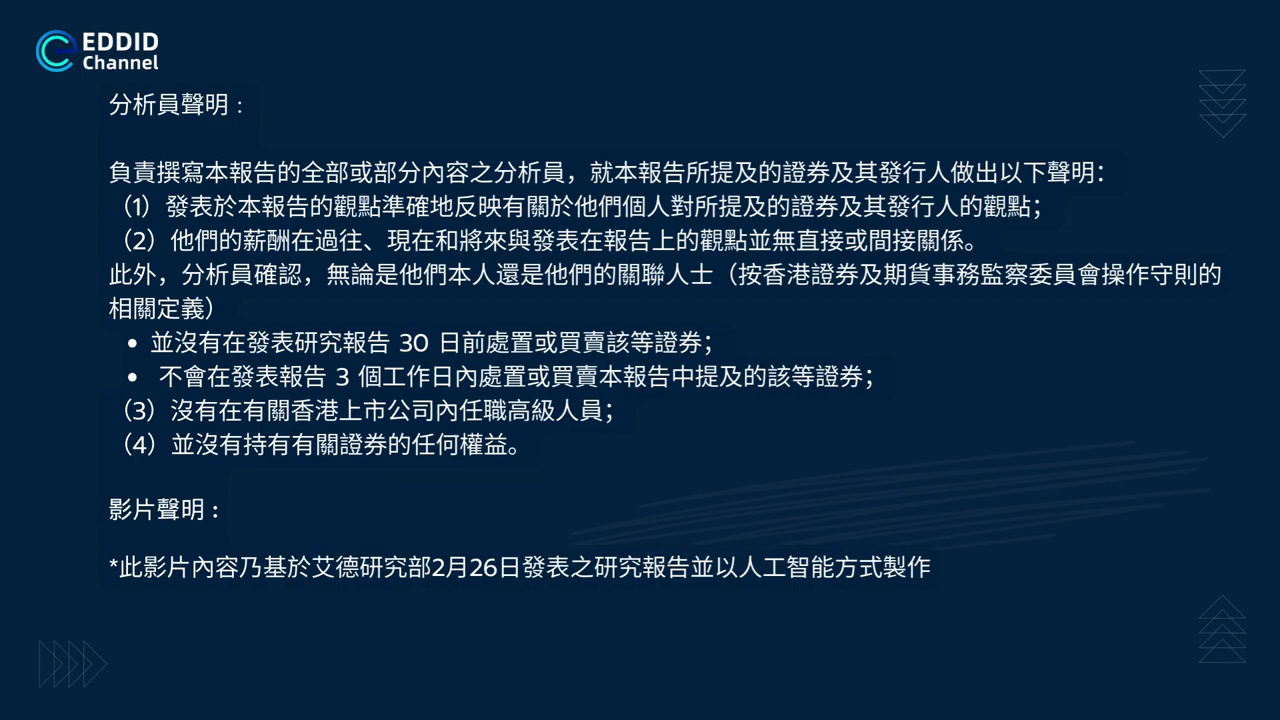 EDDID
Channel
分析員聲明：
負責撰寫本報告的全部或部分內容之分析員，就本報告所提及的證券及其發行人做出以下聲明：
（1）發表於本報告的觀點準確地反映有關於他們個人對所提及的證券及其發行人的觀點；
（2）他們的薪酬在過往、現在和將來與發表在報告上的觀點並無直接或間接關係。
此外，分析員確認，無論是他們本人還是他們的關聯人士（按香港證券及期貨事務監察委員會操作守則的
相關定義）
• 並沒有在發表研究報告 30 日前處置或買賣該等證券；
• 不會在發表報告 3 個工作日內處置或買賣本報告中提及的該等證券；
（3）沒有在有關香港上市公司內任職高級人員；
（4）並沒有持有有關證券的任何權益。
影片聲明：
*此影片內容乃基於艾德研究部2月26日發表之研究報告並以人工智能方式製作